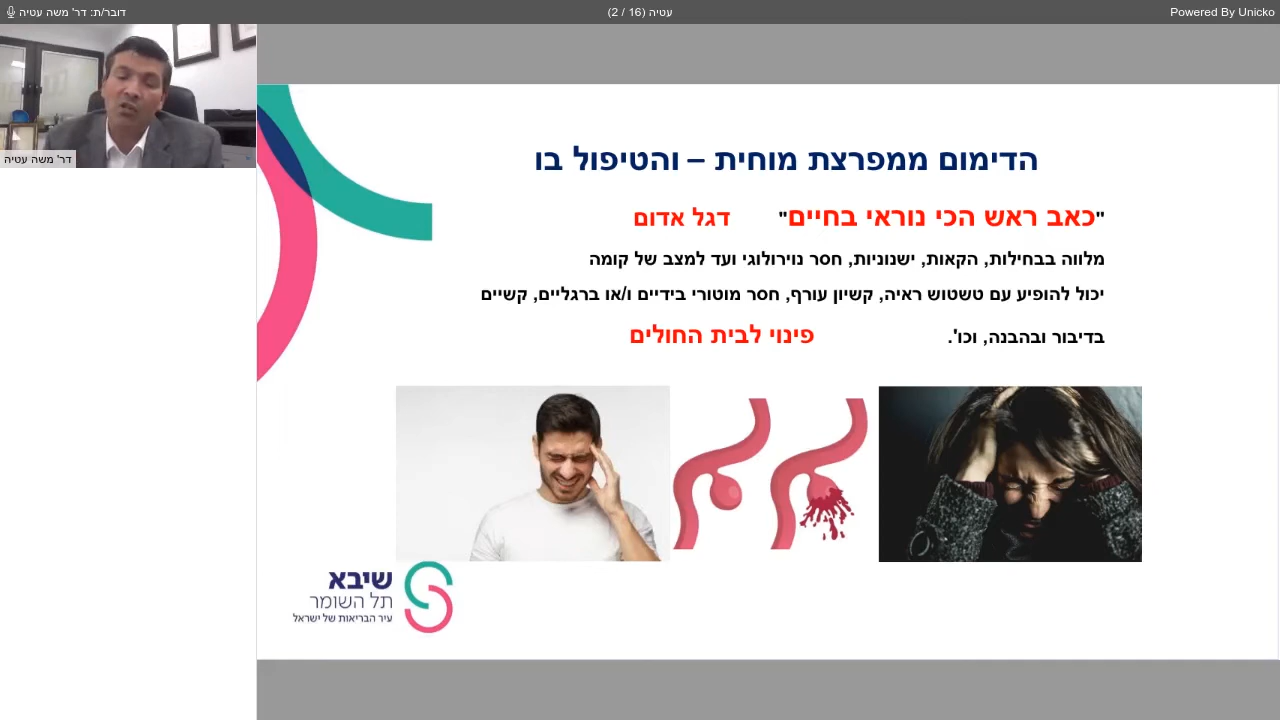 דובר/ת: דר' משה עטיה
עטיה (16 / 2)
Powered By Unicko
דר' משה עטיה
הדימום ממפרצת מוחית – והטיפול בו
"כאב ראש הכי נוראי בחיים" דגל אדום
מלווה בבחילות, הקאות, ישנוניות, חסר נוירולוגי ועד למצב של קומה
יכול להופיע עם טשטוש ראיה, קשיון עורף, חסר מוטורי בידיים ו/או ברגליים, קשיים
בדיבור ובהבנה, וכו'. פינוי לבית החולים
שיבא
תל השומר
עיר הבריאות של ישראל